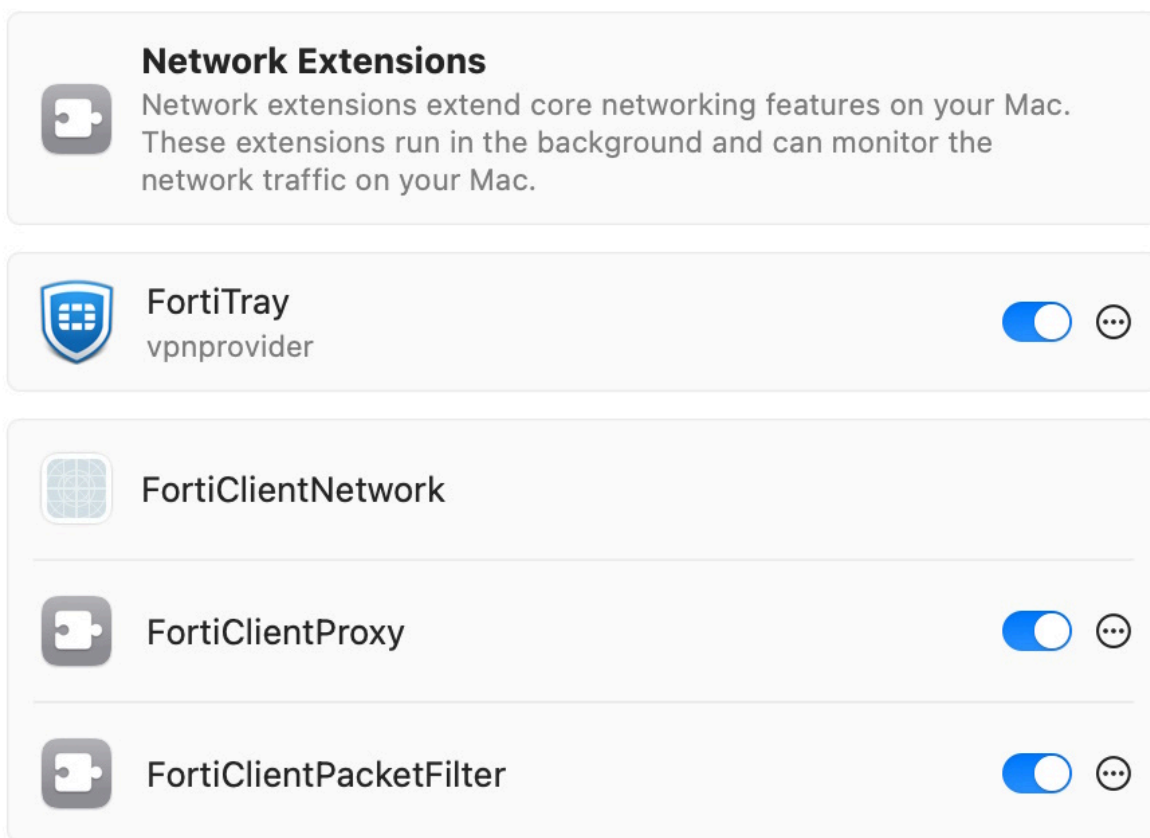 Network Extensions
Network extensions extend core networking features on your Mac.
These extensions run in the background and can monitor the
network traffic on your Mac.
FortiTray
vpnprovider
FortiClientNetwork
FortiClientProxy
FortiClientPacketFilter